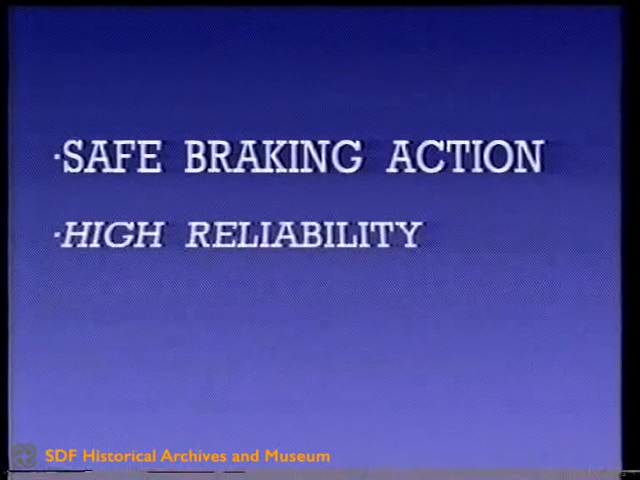 ·SAFE BRAKING ACTION
·HIGH RELIABILITY
SDF Historical Archives and Museum